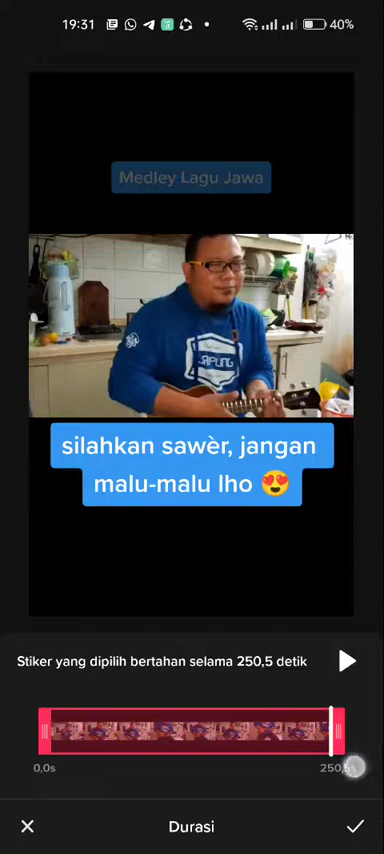 19:31
40%
Medley Lagu Jawa
silahkan sawèr, jangan
malu-malu lho 😍
Stiker yang dipilih bertahan selama 250,5 detik
0,0s
250,5s
Durasi